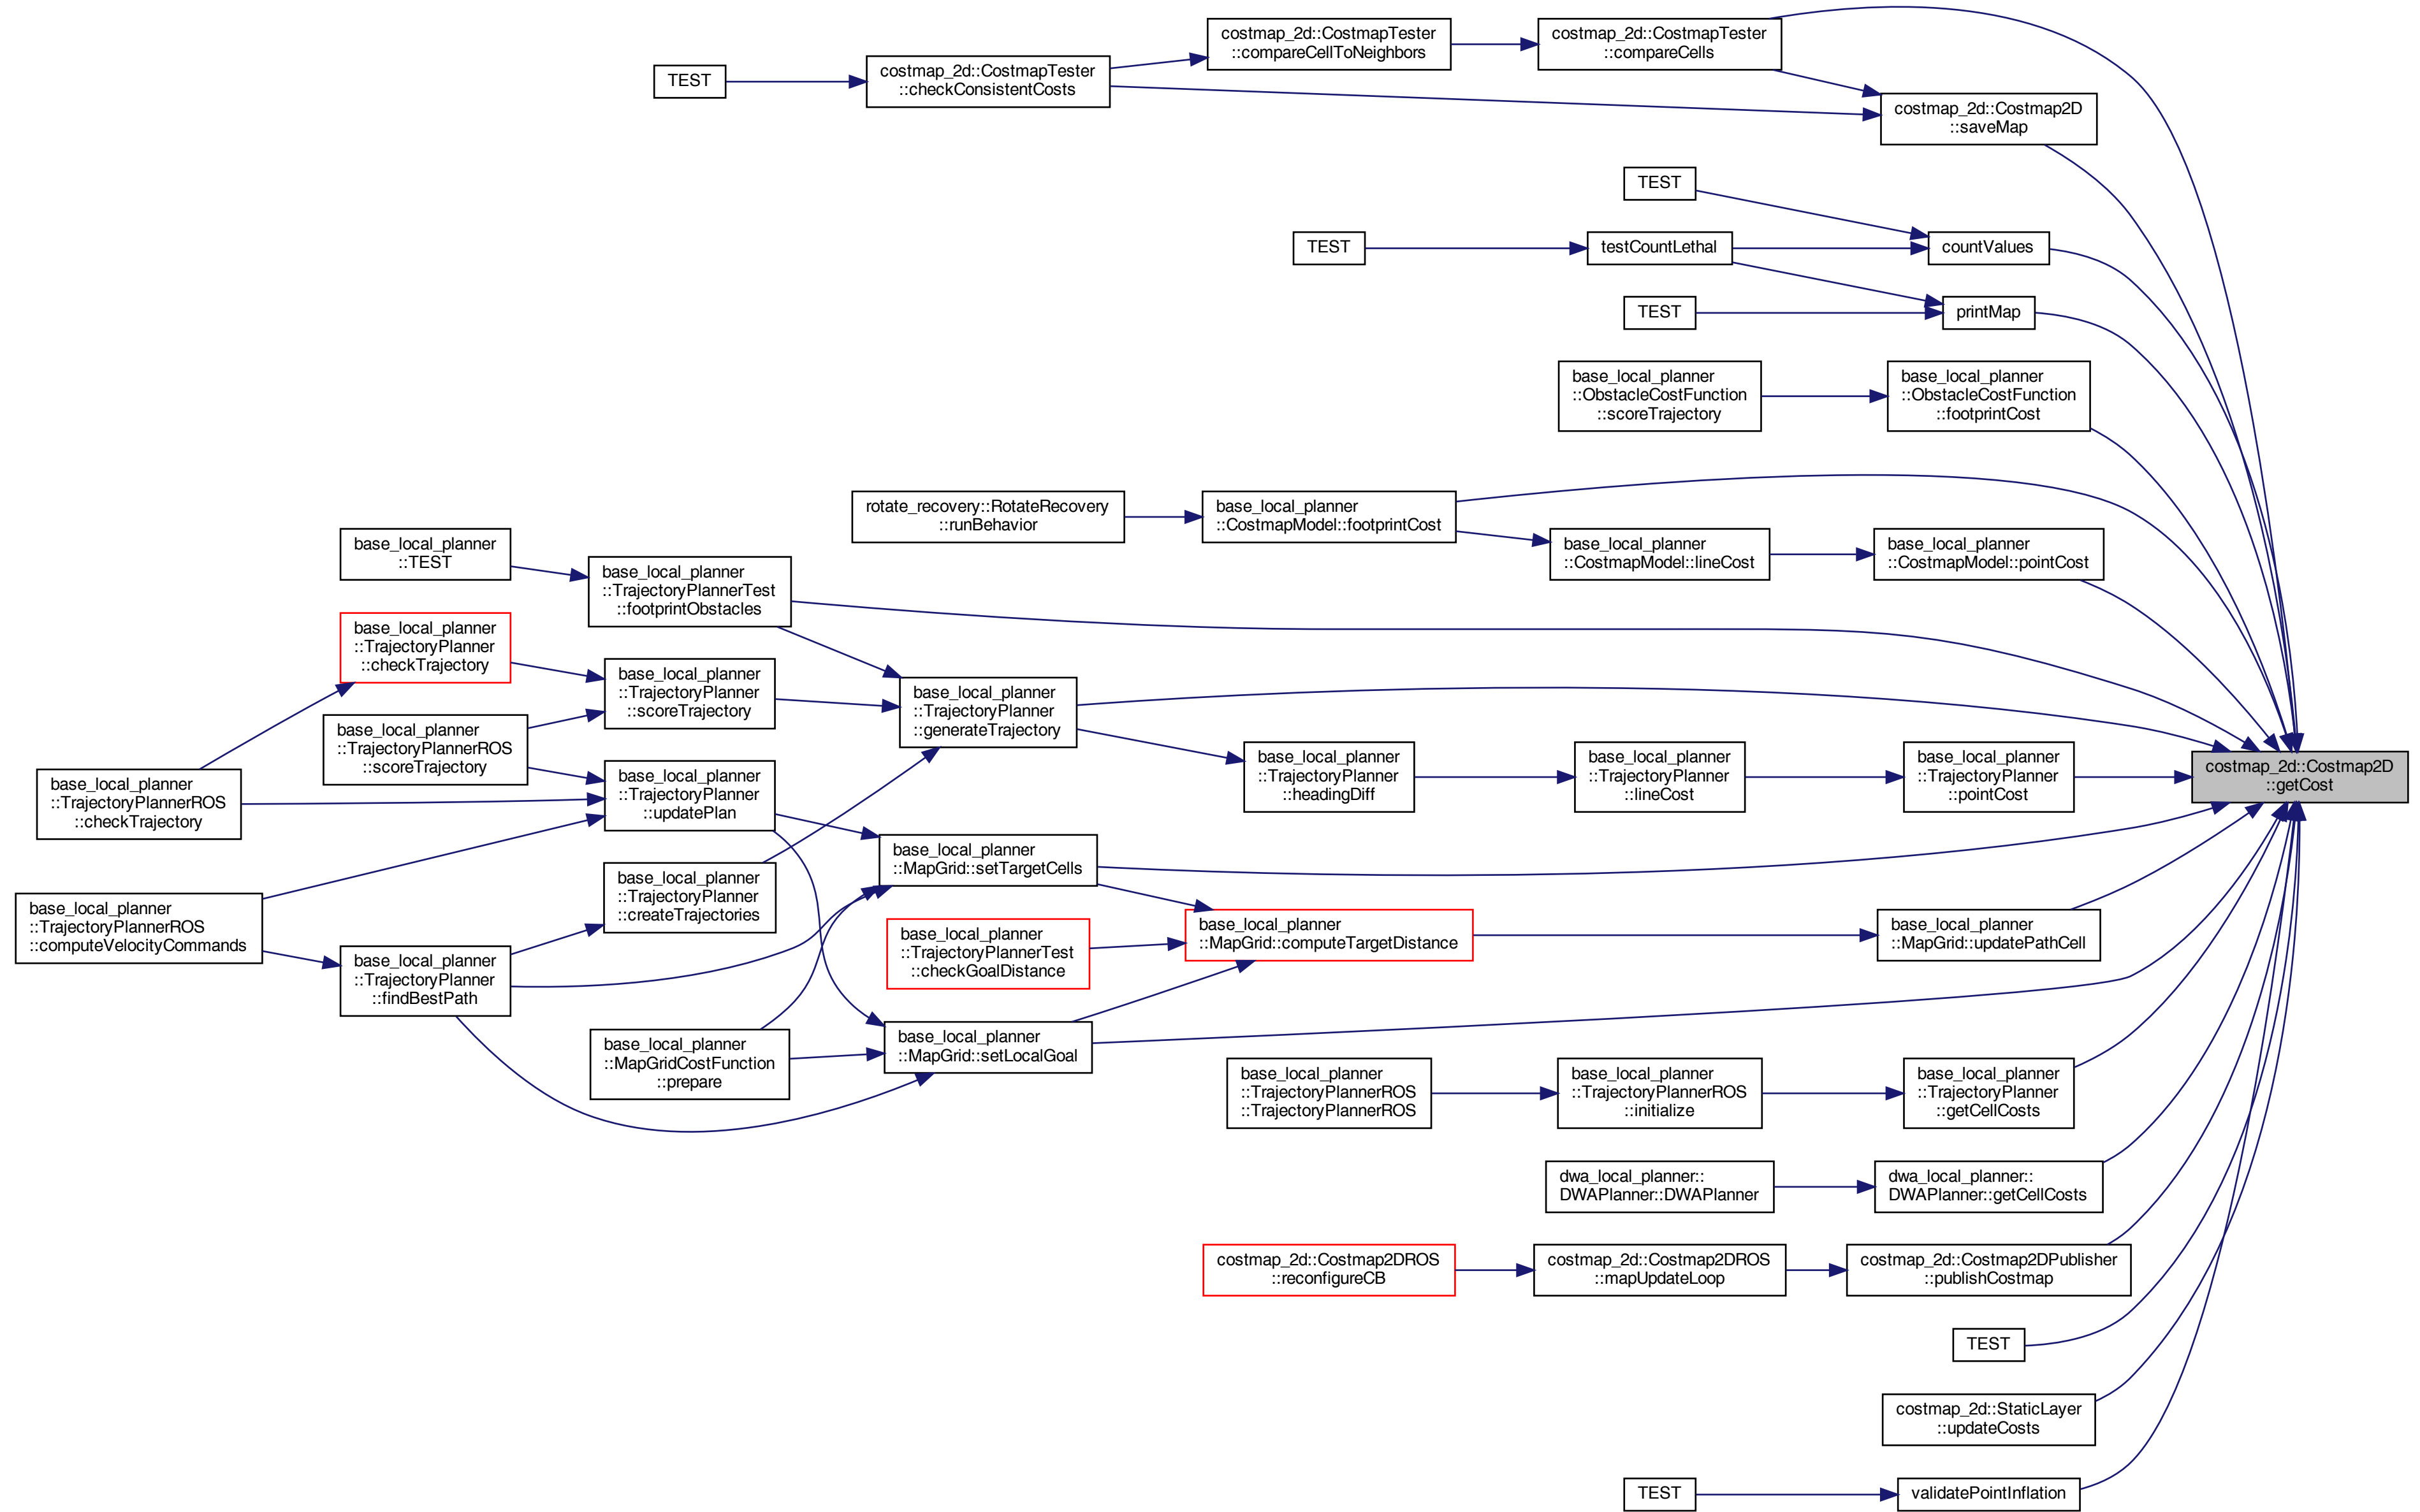 costmap_2d::CostmapTester
::compareCellToNeighbors
costmap_2d::CostmapTester
::compareCells
TEST
costmap_2d::CostmapTester
::checkConsistentCosts
costmap_2d::Costmap2D
::saveMap
TEST
TEST
testCountLethal
countValues
TEST
printMap
base_local_planner
::ObstacleCostFunction
::scoreTrajectory
base_local_planner
::ObstacleCostFunction
::footprintCost
rotate_recovery::RotateRecovery
::runBehavior
base_local_planner
::CostmapModel::footprintCost
base_local_planner
::CostmapModel::lineCost
base_local_planner
::CostmapModel::pointCost
base_local_planner
::TEST
base_local_planner
::TrajectoryPlannerTest
::footprintObstacles
base_local_planner
::TrajectoryPlanner
::checkTrajectory
base_local_planner
::TrajectoryPlanner
::scoreTrajectory
base_local_planner
::TrajectoryPlanner
::generateTrajectory
base_local_planner
::TrajectoryPlannerROS
::scoreTrajectory
base_local_planner
::TrajectoryPlannerROS
::checkTrajectory
base_local_planner
::TrajectoryPlanner
::updatePlan
base_local_planner
::TrajectoryPlanner
::headingDiff
base_local_planner
::TrajectoryPlanner
::lineCost
base_local_planner
::TrajectoryPlanner
::pointCost
costmap_2d::Costmap2D
::getCost
base_local_planner
::MapGrid::setTargetCells
base_local_planner
::TrajectoryPlanner
::createTrajectories
base_local_planner
::TrajectoryPlannerROS
::computeVelocityCommands
base_local_planner
::TrajectoryPlannerTest
::checkGoalDistance
base_local_planner
::MapGrid::computeTargetDistance
base_local_planner
::MapGrid::updatePathCell
base_local_planner
::TrajectoryPlanner
::findBestPath
base_local_planner
::MapGridCostFunction
::prepare
base_local_planner
::MapGrid::setLocalGoal
base_local_planner
::TrajectoryPlannerROS
::TrajectoryPlannerROS
base_local_planner
::TrajectoryPlannerROS
::initialize
base_local_planner
::TrajectoryPlanner
::getCellCosts
dwa_local_planner::
DWAPlanner::DWAPlanner
dwa_local_planner::
DWAPlanner::getCellCosts
costmap_2d::Costmap2DROS
::reconfigureCB
costmap_2d::Costmap2DROS
::mapUpdateLoop
costmap_2d::Costmap2DPublisher
::publishCostmap
TEST
costmap_2d::StaticLayer
::updateCosts
TEST
validatePointInflation